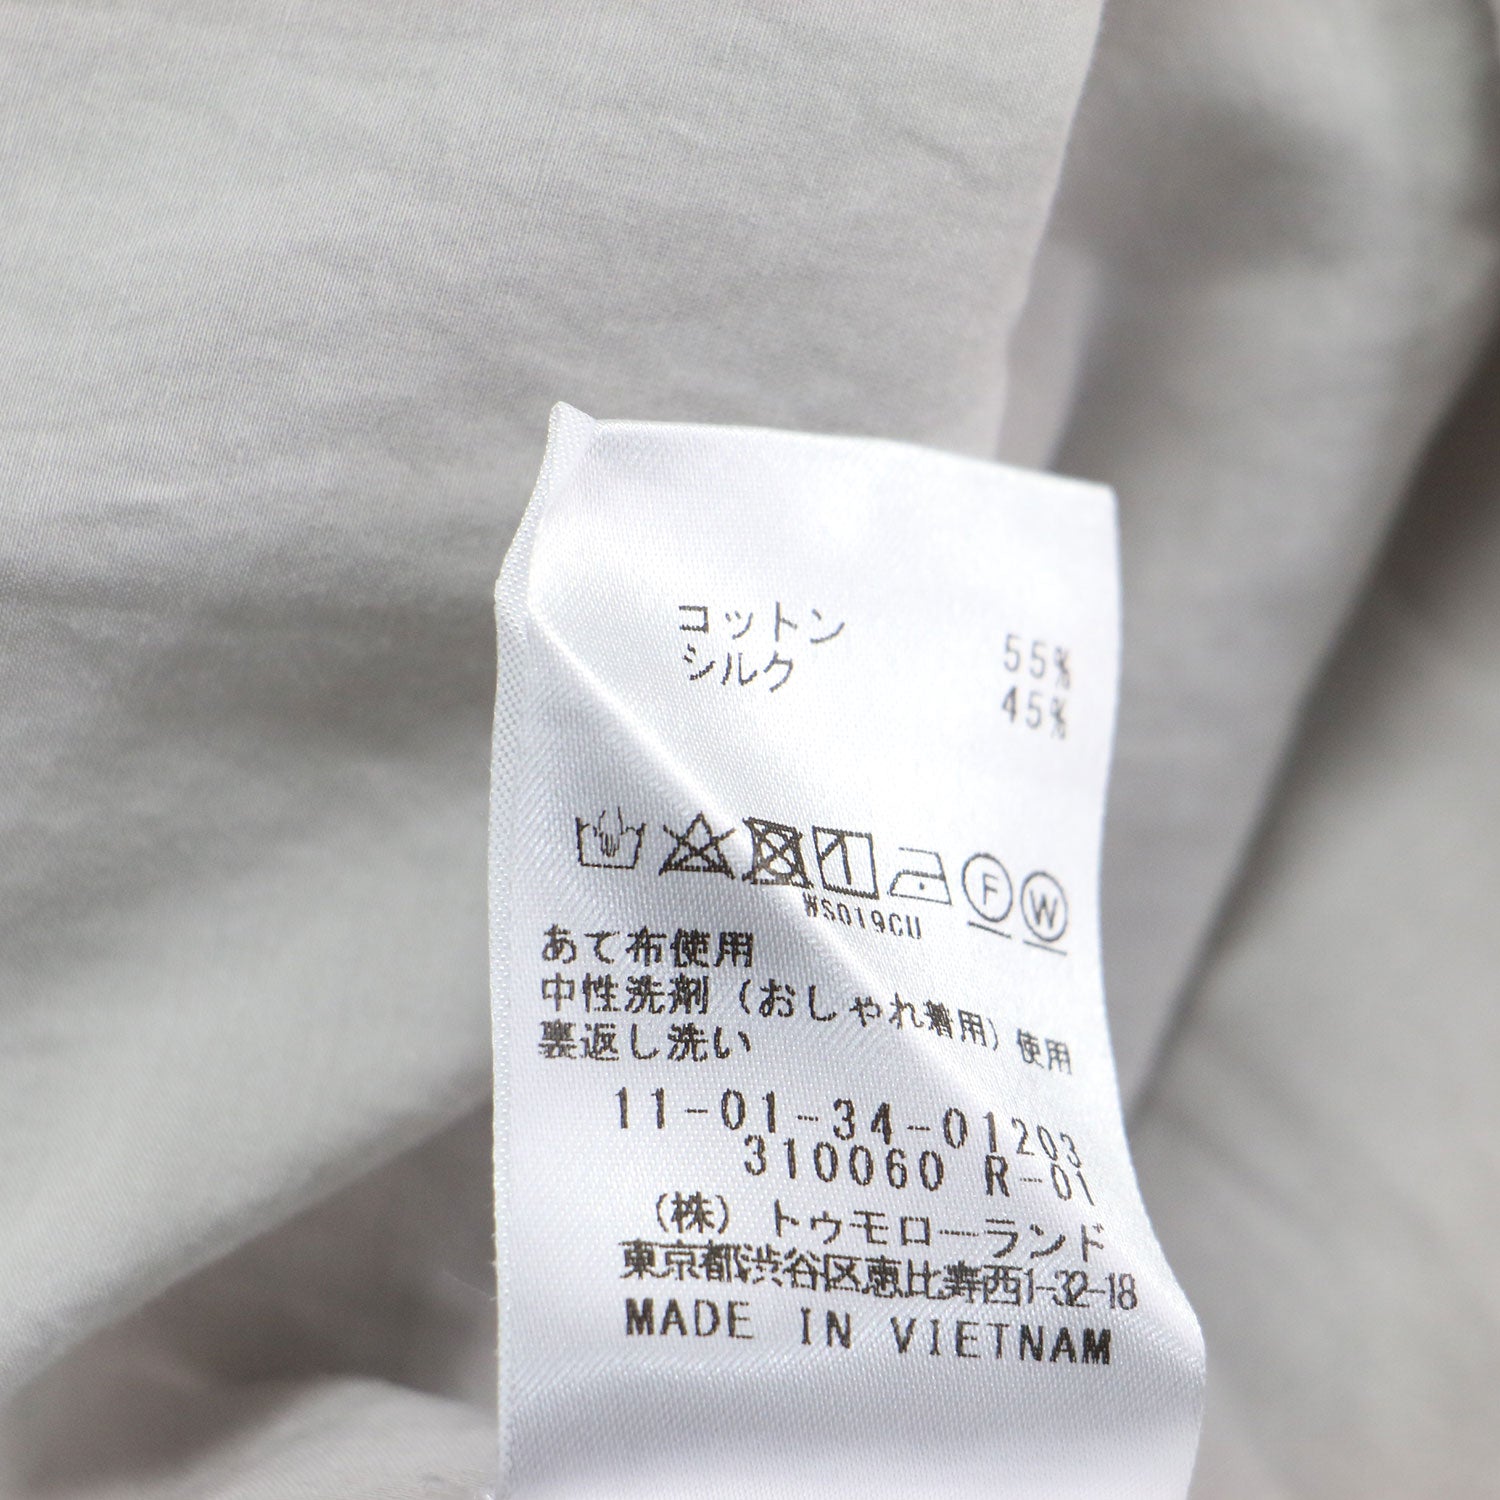 コットン 55%
シルク 45%
F W
WS019CU
あて布使用
中性洗剤(おしゃれ着用)使用
裏返し洗い
11-01-34-01203
310060 R-01
(株)トゥモローランド
東京都渋谷区恵比寿西1-32-18
MADE IN VIETNAM